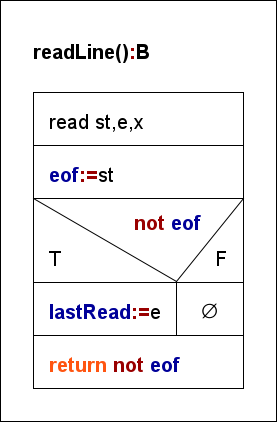 readLine():B
read st,e,x
eof:=st
not eof
T F
lastRead:=e ∅
return not eof